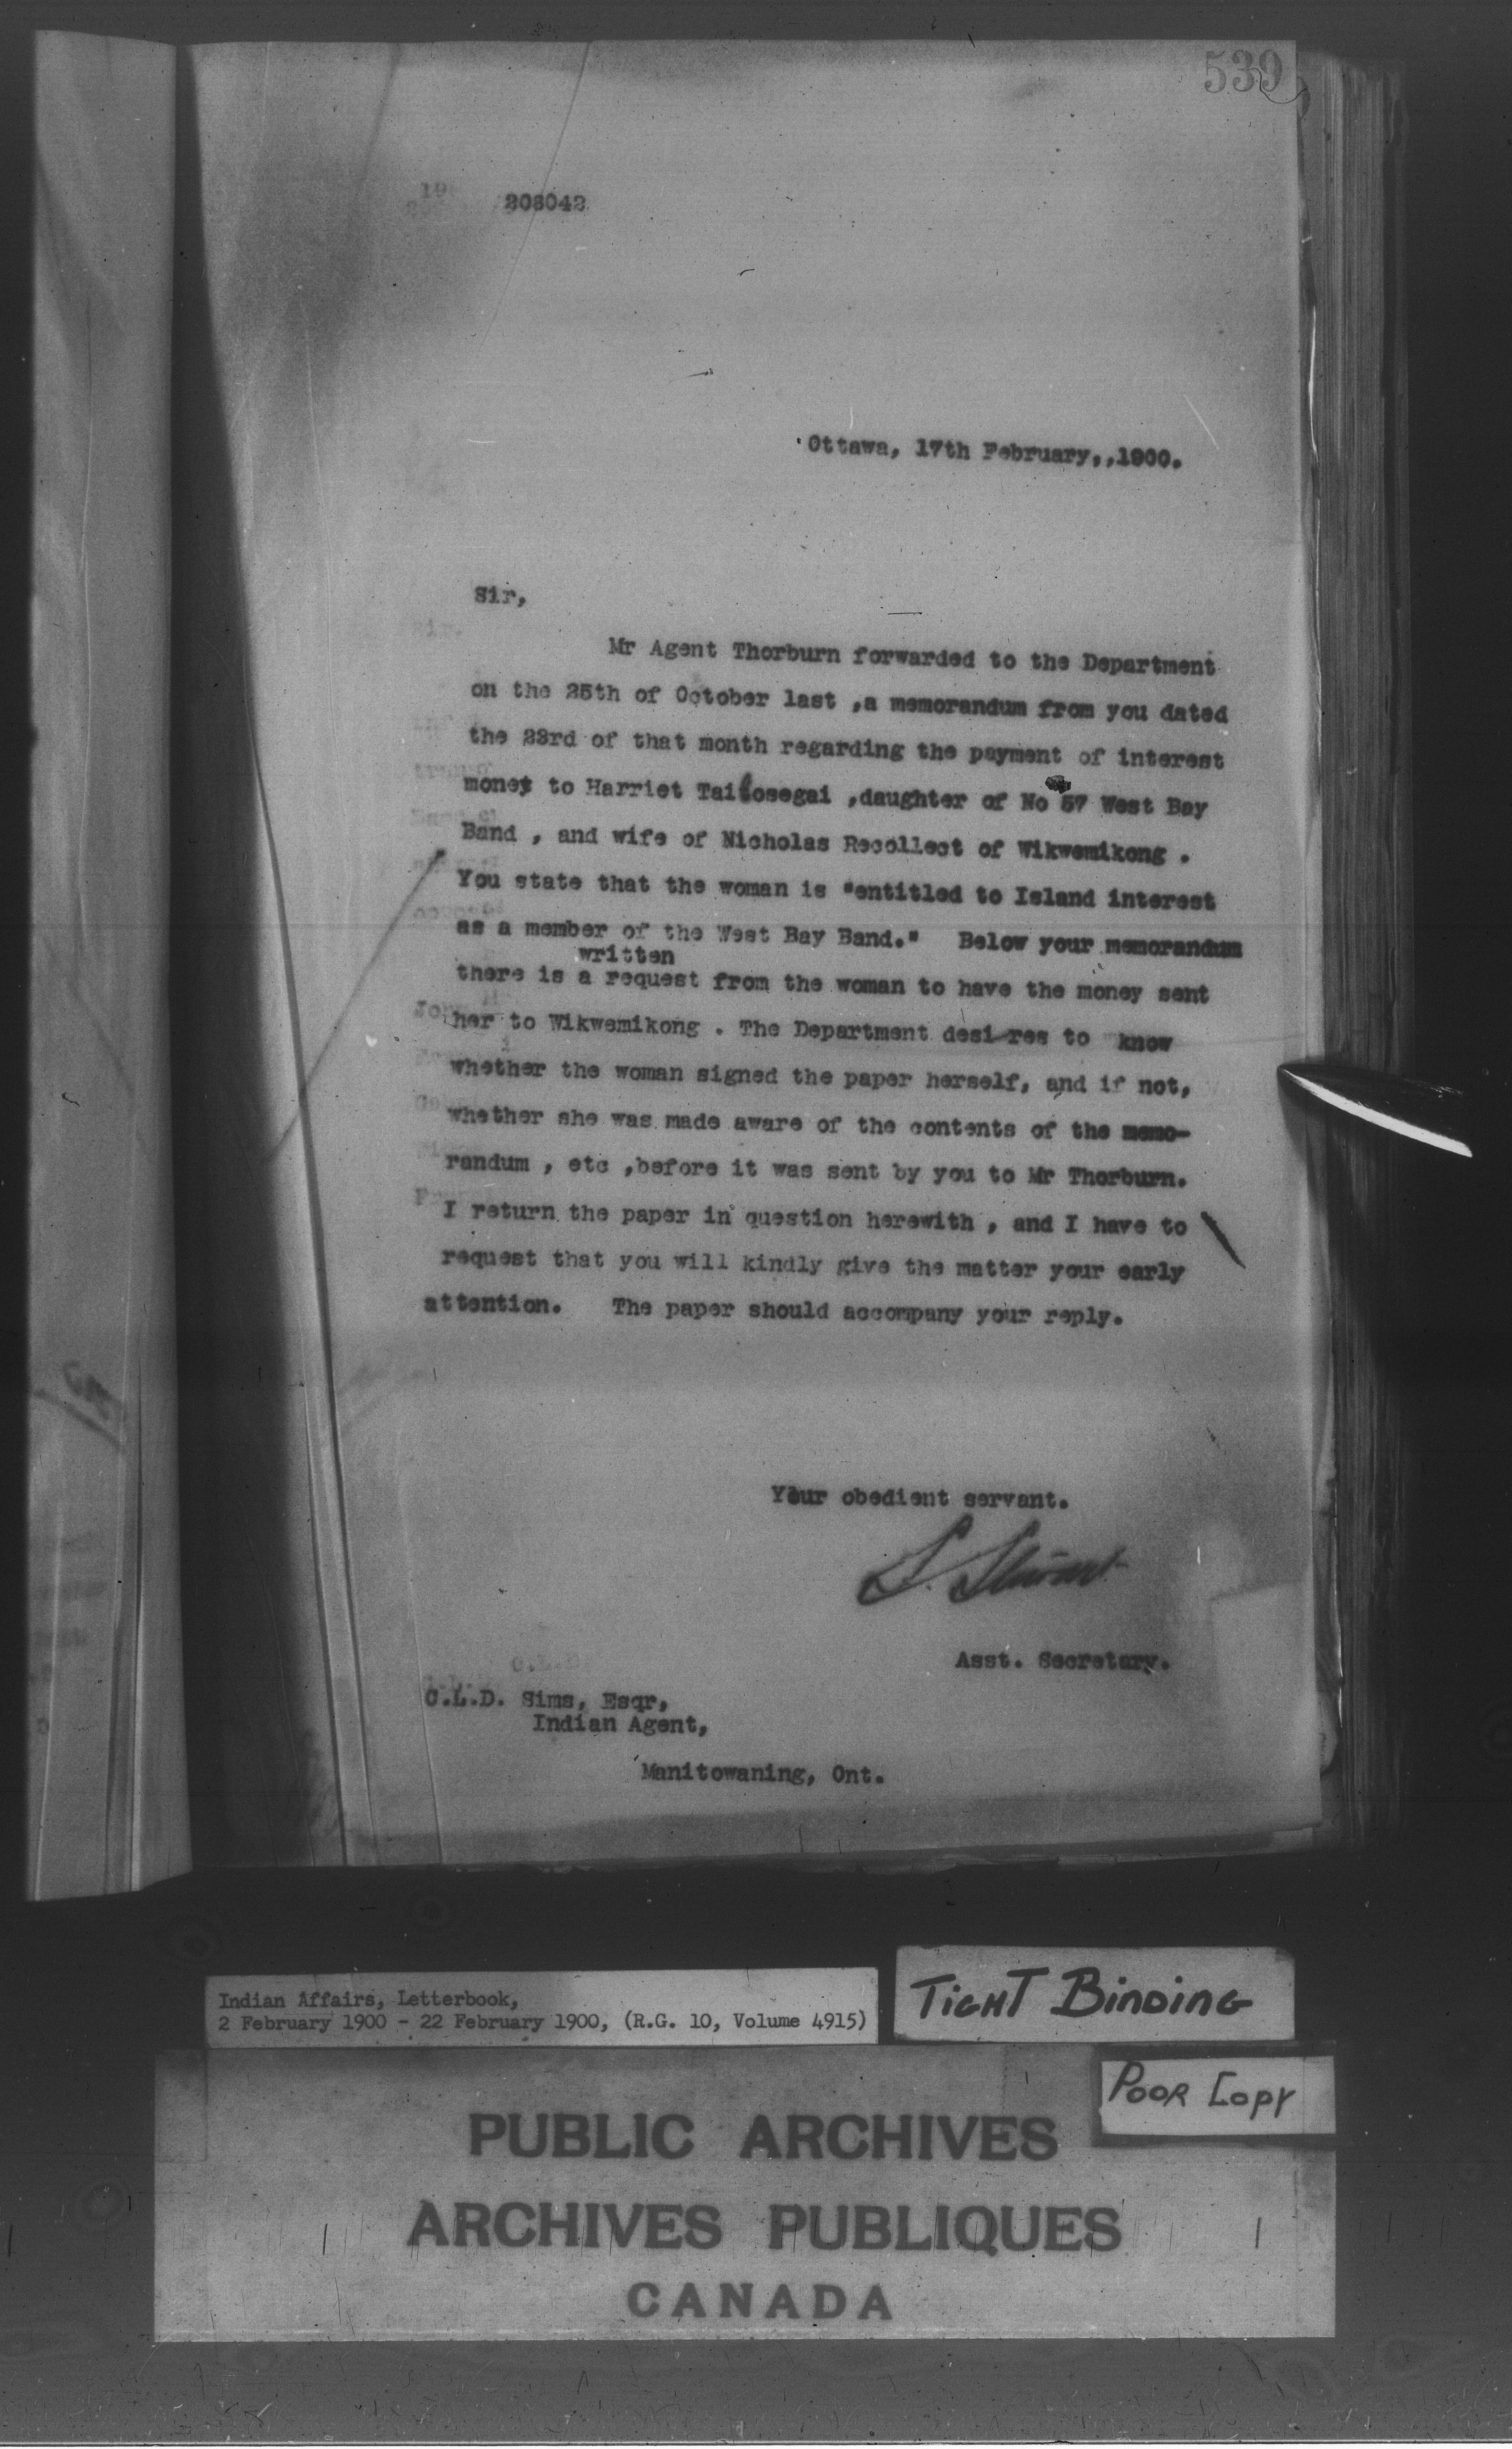 539
208042
Ottawa, 17th February,,1900.
Sir,
Mr Agent Thorburn forwarded to the Department
on the 25th of October last ,a memorandum from you dated
the 23rd of that month regarding the payment of interest
money to Harriet Taitosegai ,daughter of No 57 West Bay
Band , and wife of Nicholas Recollect of Wikwemikong .
You state that the woman is "entitled to Island interest
as a member of the West Bay Band." Below your memorandum
written
there is a request from the woman to have the money sent
her to Wikwemikong . The Department desires to know
whether the woman signed the paper herself, and if not,
whether she was made aware of the contents of the memo-
randum , etc ,before it was sent by you to Mr Thorburn.
I return the paper in question herewith , and I have to
request that you will kindly give the matter your early
attention. The paper should accompany your reply.
Your obedient servant.
S. Stewart
Asst. Secretary.
C.L.D. Sims, Esqr,
Indian Agent,
Manitowaning, Ont.
Indian Affairs, Letterbook,
2 February 1900 - 22 February 1900, (R.G. 10, Volume 4915)
TIGHT BINDING
POOR COPY
PUBLIC ARCHIVES
ARCHIVES PUBLIQUES
CANADA